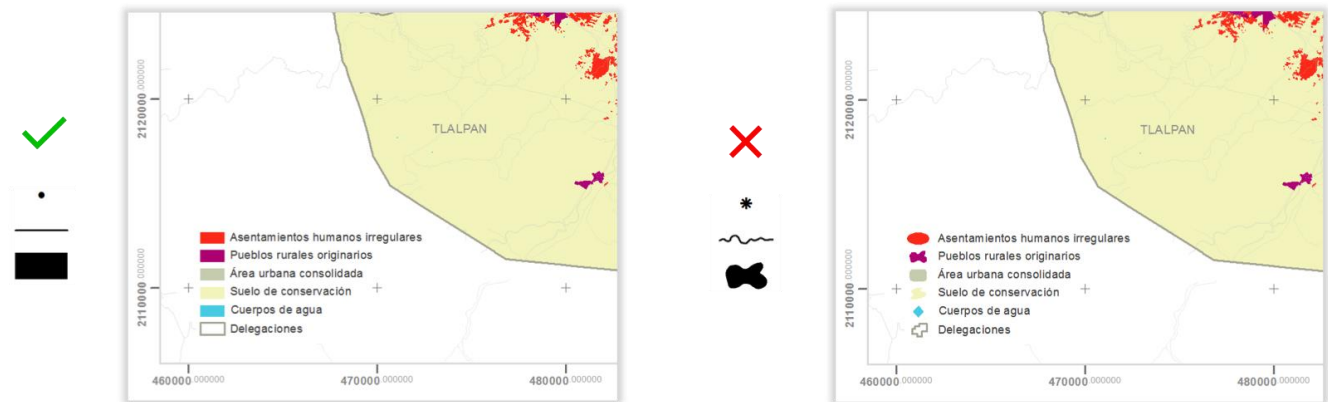 2120000.000000
2110000.000000
TLALPAN
Asentamientos humanos irregulares
Pueblos rurales originarios
Área urbana consolidada
Suelo de conservación
Cuerpos de agua
Delegaciones
460000.000000
470000.000000
480000.000000
2120000.000000
2110000.000000
TLALPAN
Asentamientos humanos irregulares
Pueblos rurales originarios
Área urbana consolidada
Suelo de conservación
Cuerpos de agua
Delegaciones
460000.000000
470000.000000
480000.000000